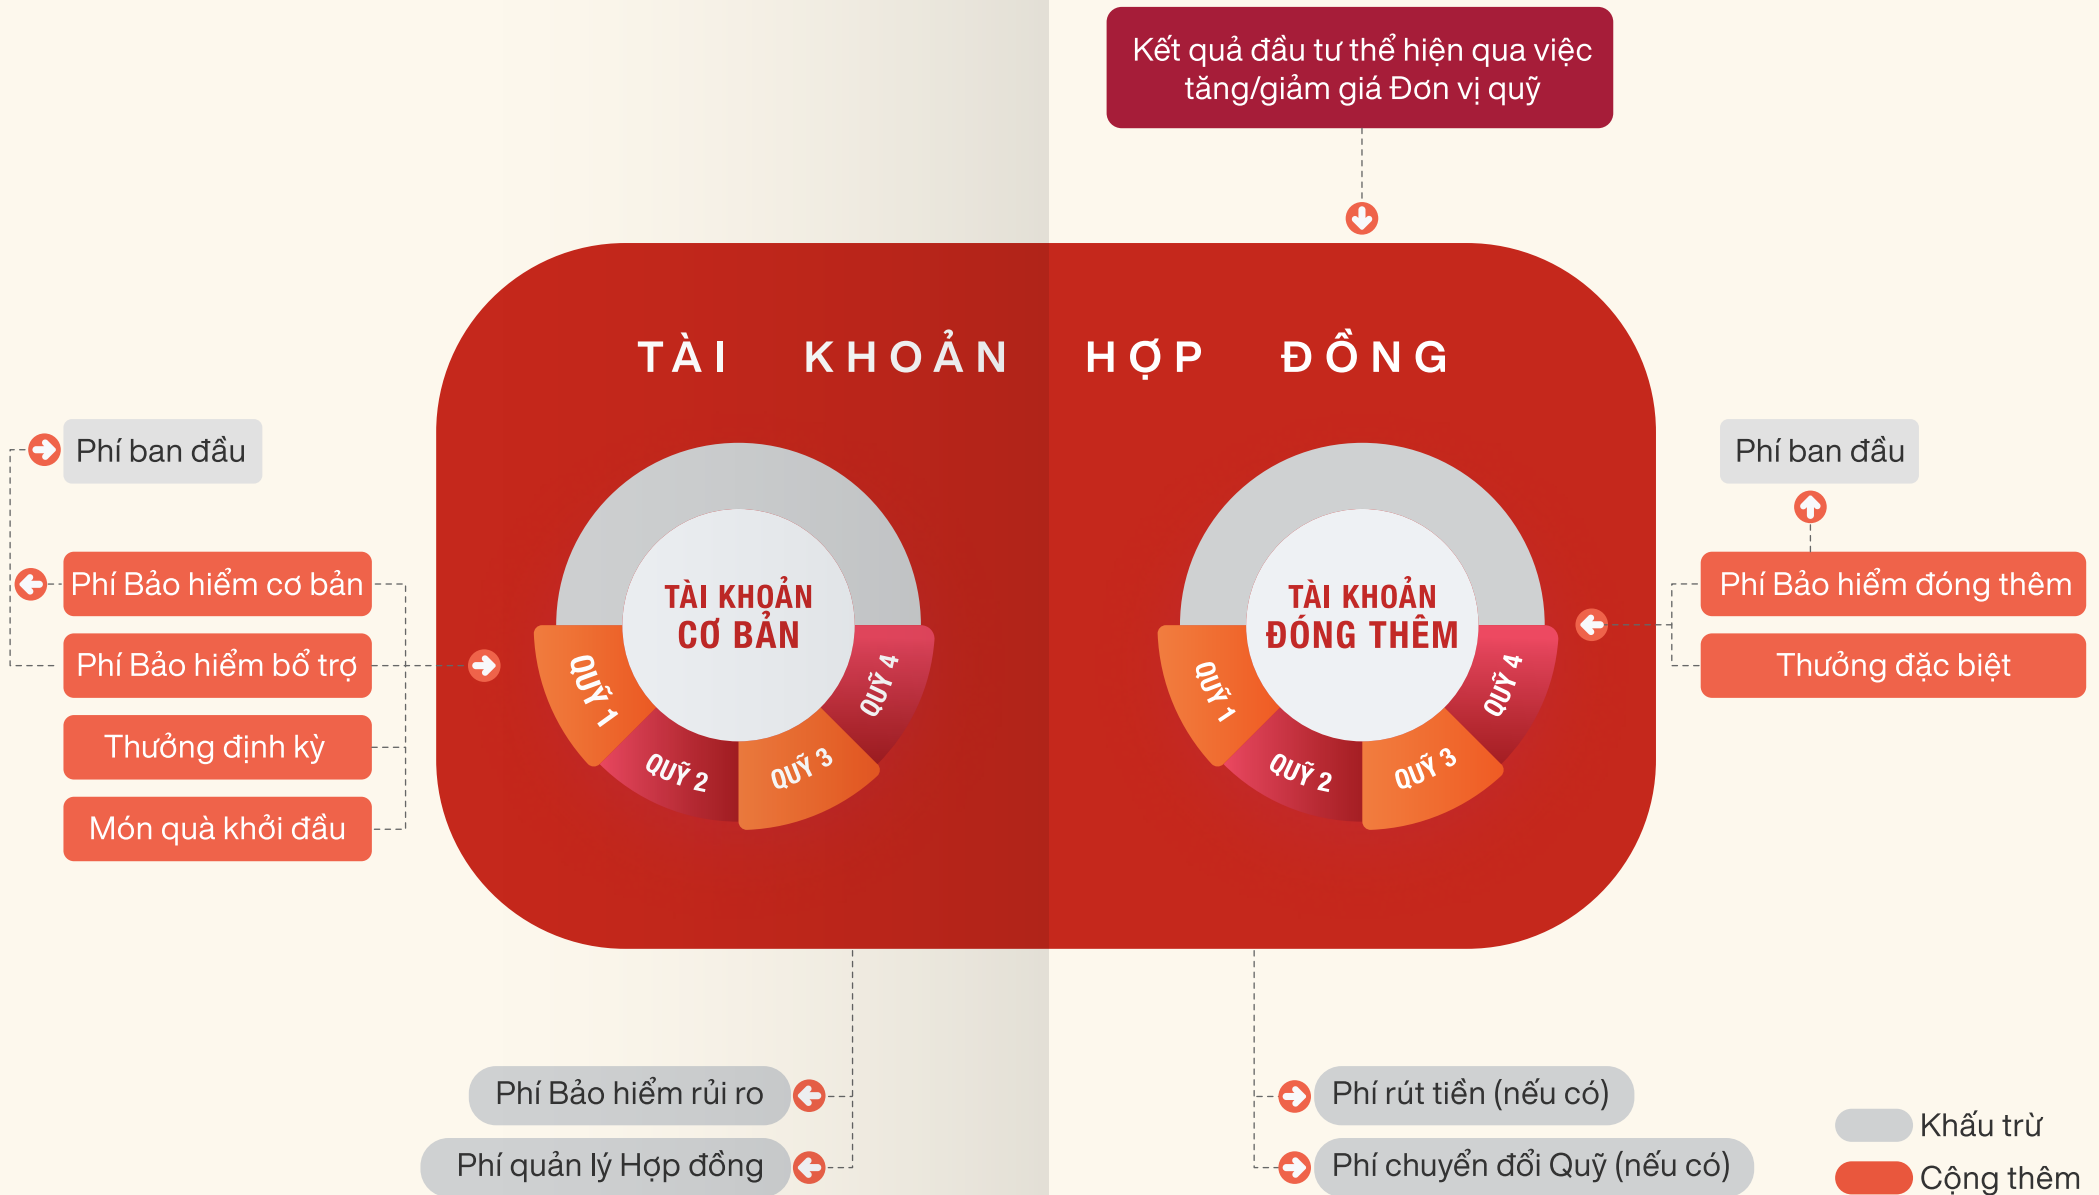 Kết quả đầu tư thể hiện qua việc
tăng/giảm giá Đơn vị quỹ
TÀI KHOẢN HỢP ĐỒNG
Phí ban đầu
Phí Bảo hiểm cơ bản
Phí Bảo hiểm bổ trợ
Thưởng định kỳ
Món quà khởi đầu
TÀI KHOẢN
CƠ BẢN
QUỸ 1
QUỸ 2
QUỸ 3
QUỸ 4
TÀI KHOẢN
ĐÓNG THÊM
QUỸ 1
QUỸ 2
QUỸ 3
QUỸ 4
Phí ban đầu
Phí Bảo hiểm đóng thêm
Thưởng đặc biệt
Phí Bảo hiểm rủi ro
Phí quản lý Hợp đồng
Phí rút tiền (nếu có)
Phí chuyển đổi Quỹ (nếu có)
Khấu trừ
Cộng thêm